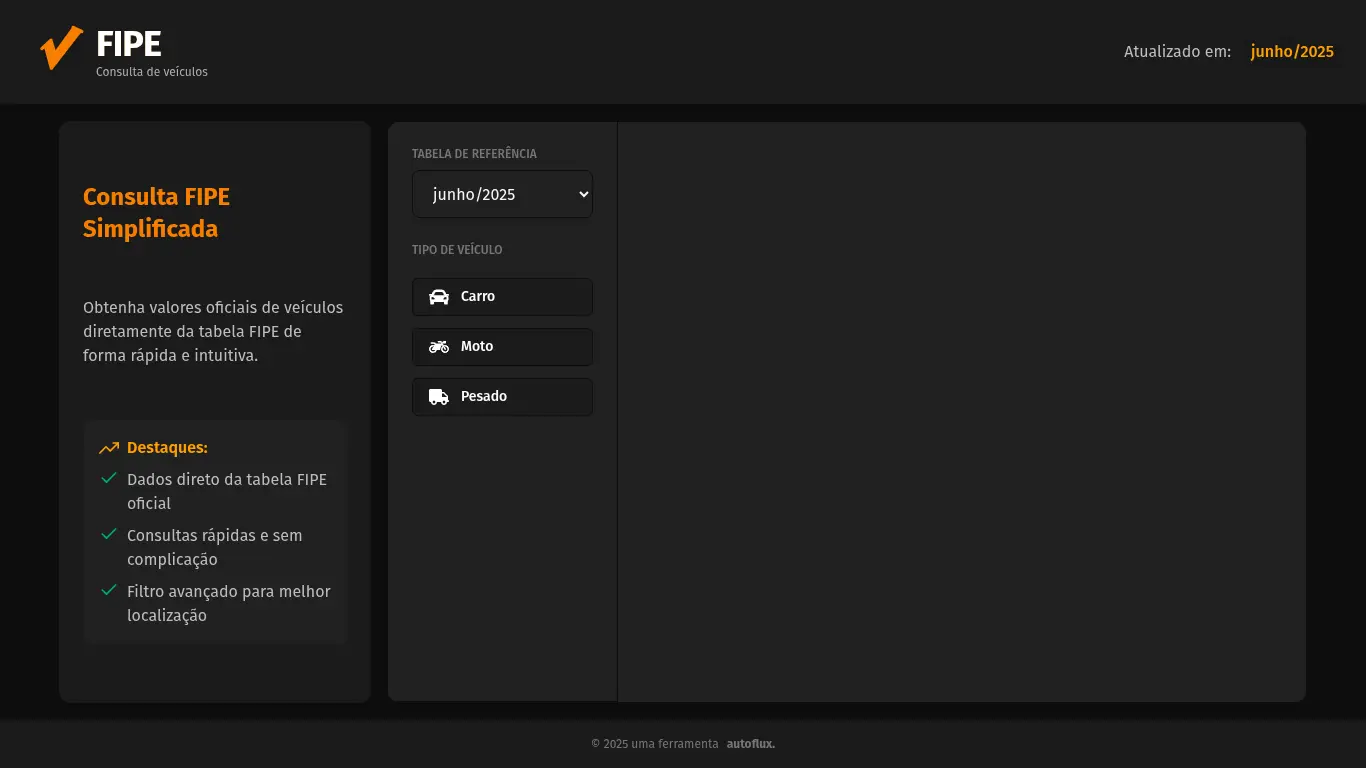 FIPE
Consulta de veículos
Atualizado em: junho/2025
Consulta FIPE
Simplificada
Obtenha valores oficiais de veículos
diretamente da tabela FIPE de
forma rápida e intuitiva.
Destaques:
Dados direto da tabela FIPE
oficial
Consultas rápidas e sem
complicação
Filtro avançado para melhor
localização
TABELA DE REFERÊNCIA
junho/2025
TIPO DE VEÍCULO
Carro
Moto
Pesado
© 2025 uma ferramenta autoflux.